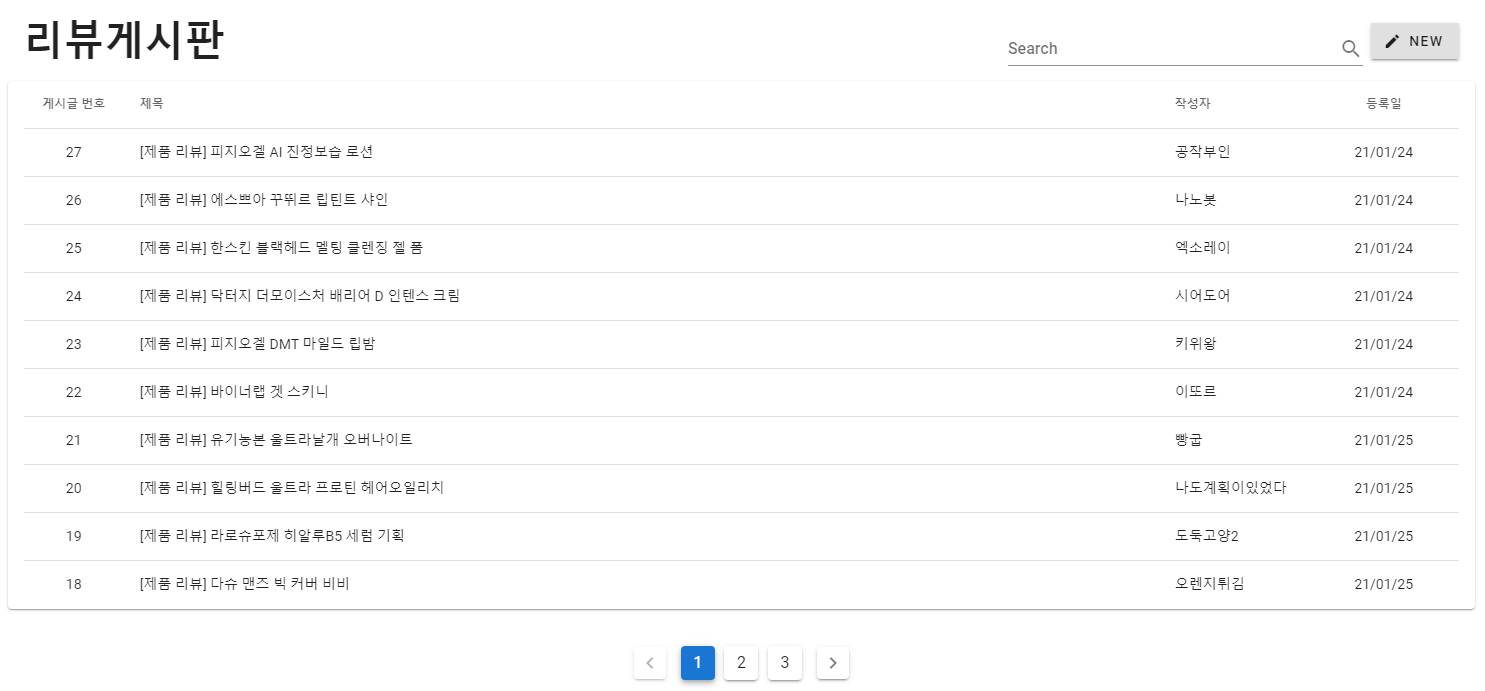 리뷰게시판
Search NEW
게시글 번호 제목 작성자 등록일
27 [제품 리뷰] 피지오겔 AI 진정보습 로션 공작부인 21/01/24
26 [제품 리뷰] 에스쁘아 꾸뛰르 립틴트 샤인 나노봇 21/01/24
25 [제품 리뷰] 한스킨 블랙헤드 멜팅 클렌징 젤 폼 엑소레이 21/01/24
24 [제품 리뷰] 닥터지 더모이스처 배리어 D 인텐스 크림 시어도어 21/01/24
23 [제품 리뷰] 피지오겔 DMT 마일드 립밤 키위왕 21/01/24
22 [제품 리뷰] 바이너랩 겟 스키니 이또르 21/01/24
21 [제품 리뷰] 유기농본 울트라날개 오버나이트 빵굽 21/01/25
20 [제품 리뷰] 힐링버드 울트라 프로틴 헤어오일리치 나도계획이있었다 21/01/25
19 [제품 리뷰] 라로슈포제 히알루B5 세럼 기획 도둑고양2 21/01/25
18 [제품 리뷰] 다슈 맨즈 빅 커버 비비 오렌지튀김 21/01/25
1 2 3